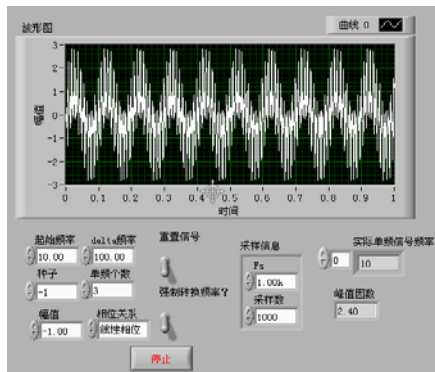 波形图
曲线 0
幅值
3
2
1
0
-1
-2
-3
0 0.1 0.2 0.3 0.4 0.5 0.6 0.7 0.8 0.9 1
时间
起始频率 delta频率 重置信号
10.00 100.00
种子 单频个数
-1 3
强制转换频率?
幅值 相位关系
-1.00 线性相位
采样信息
Fs
1.00k
采样数
1000
实际单频信号频率
0 10
峰值因数
2.40
停止